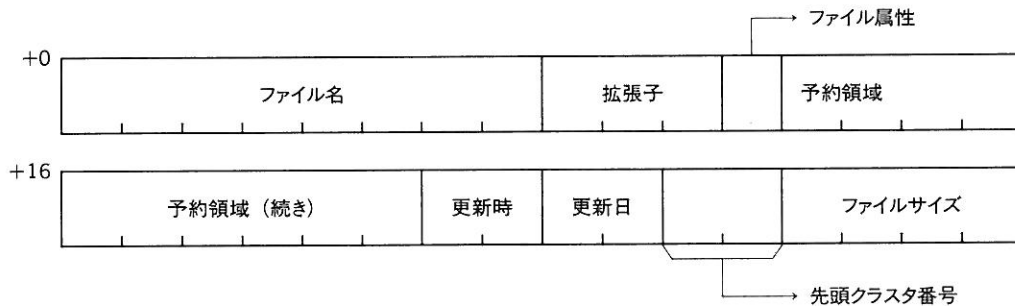 ファイル属性
+0
ファイル名 拡張子 予約領域
+16
予約領域（続き） 更新時 更新日 ファイルサイズ
先頭クラスタ番号